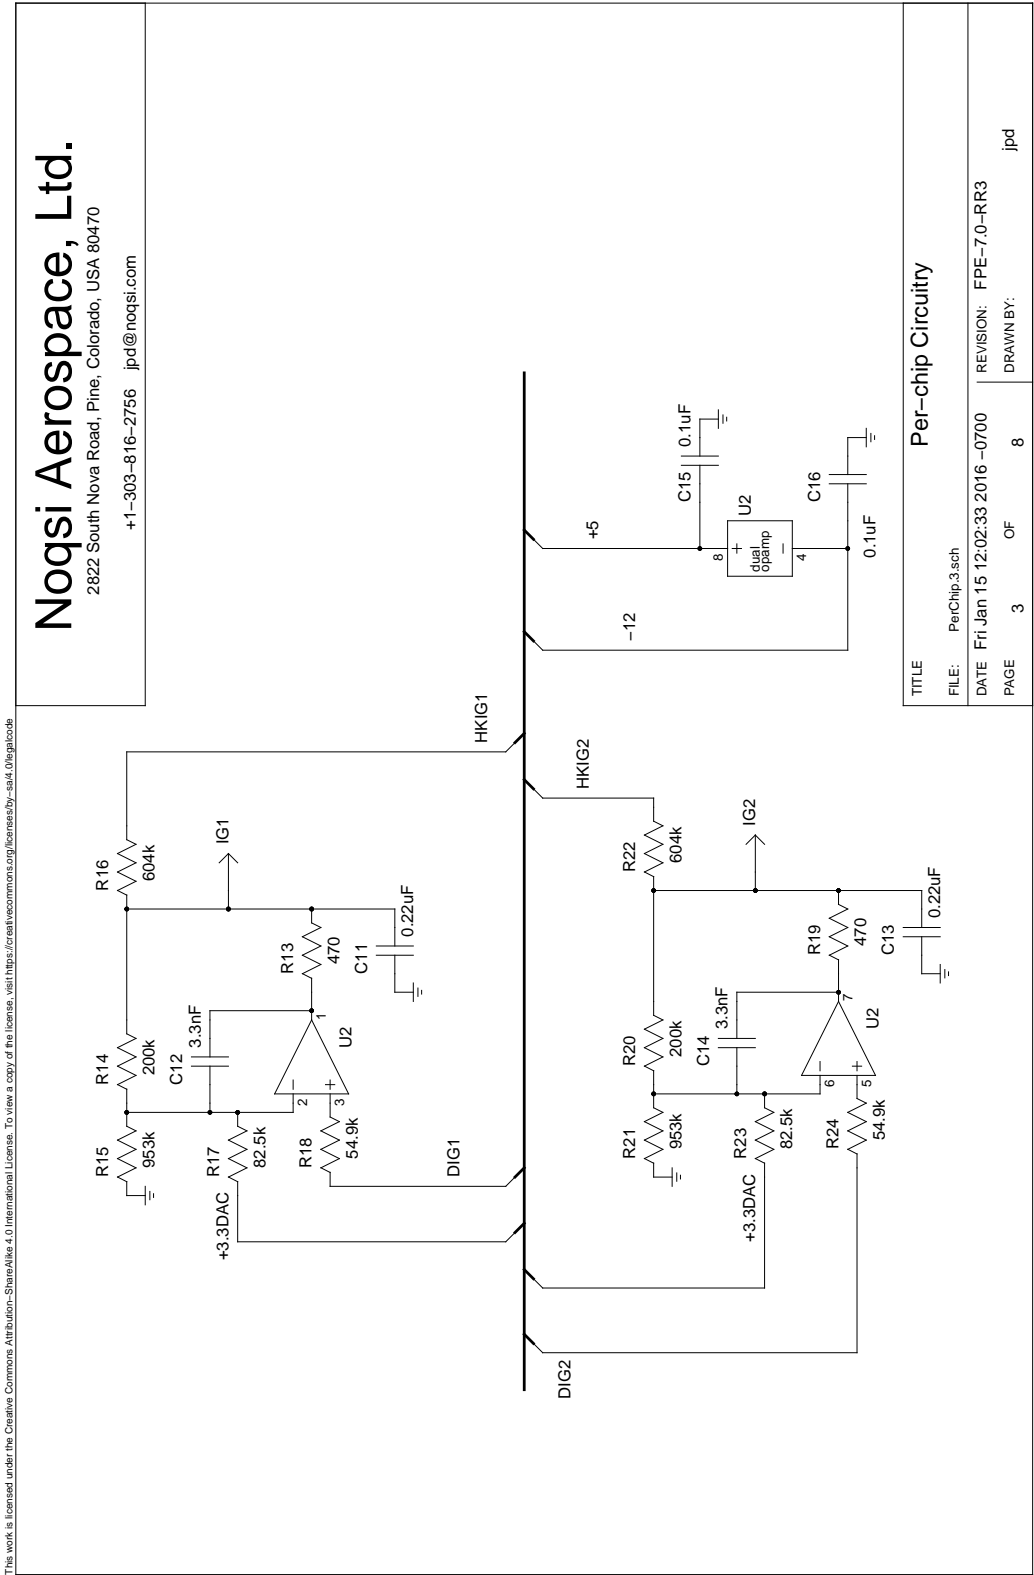 This work is licensed under the Creative Commons Attribution−ShareAlike 4.0 International License. To view a copy of the license, visit https://creativecommons.org/licenses/by−sa/4.0/legalcode
Noqsi Aerospace, Ltd.
2822 South Nova Road, Pine, Colorado, USA 80470
+1−303−816−2756 jpd@noqsi.com
R15
953k
R14
200k
R16
604k
C12
3.3nF
IG1
R17
82.5k
+3.3DAC
2
3
1
U2
R13
470
R18
54.9k
C11
0.22uF
DIG1
HKIG1
DIG2
HKIG2
−12
+5
R21
953k
R20
200k
R22
604k
C14
3.3nF
IG2
R23
82.5k
+3.3DAC
6
5
7
U2
R19
470
R24
54.9k
C13
0.22uF
C15
0.1uF
U2
8
+
dual
opamp
−
4
C16
0.1uF
TITLE
Per−chip Circuitry
FILE: PerChip.3.sch
REVISION: FPE−7.0−RR3
DATE Fri Jan 15 12:02:33 2016 −0700
PAGE 3 OF 8
DRAWN BY: jpd